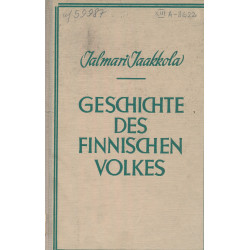 Jalmari Jaakkola
GESCHICHTE
DES
FINNISCHEN
VOLKES